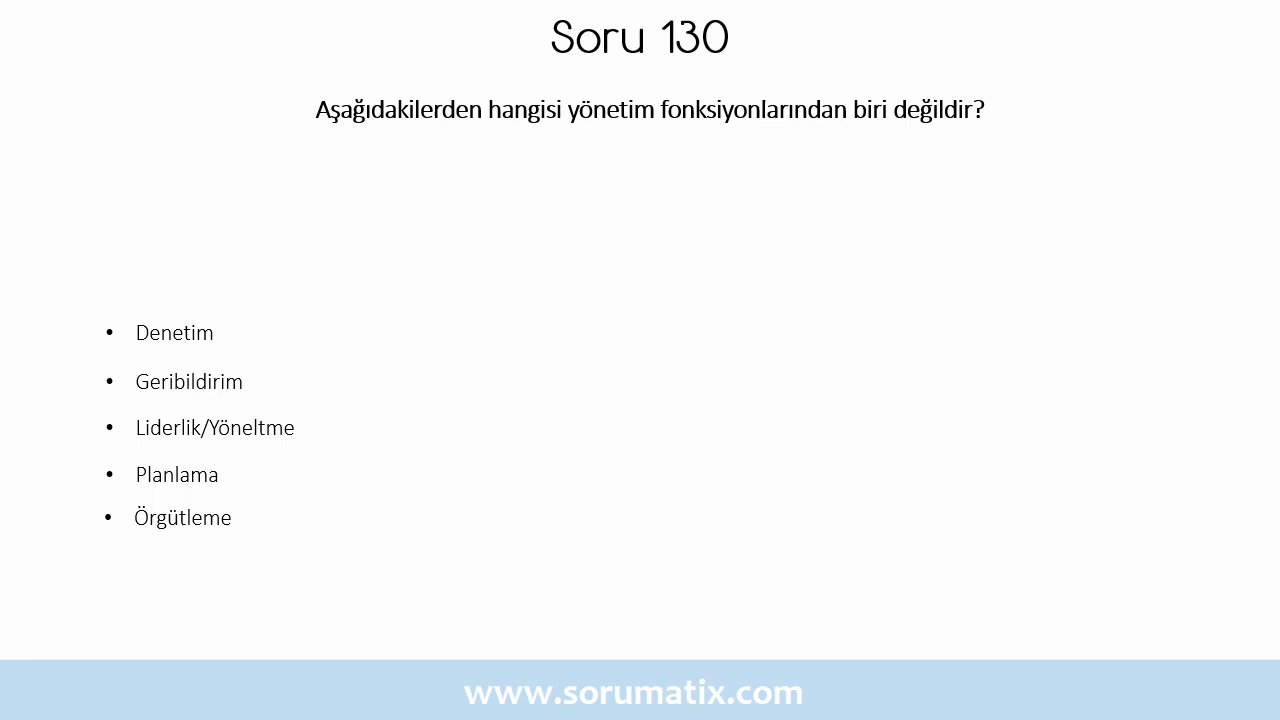 Soru 130
Aşağıdakilerden hangisi yönetim fonksiyonlarından biri değildir?
• Denetim
• Geribildirim
• Liderlik/Yöneltme
• Planlama
• Örgütleme
www.sorumatix.com